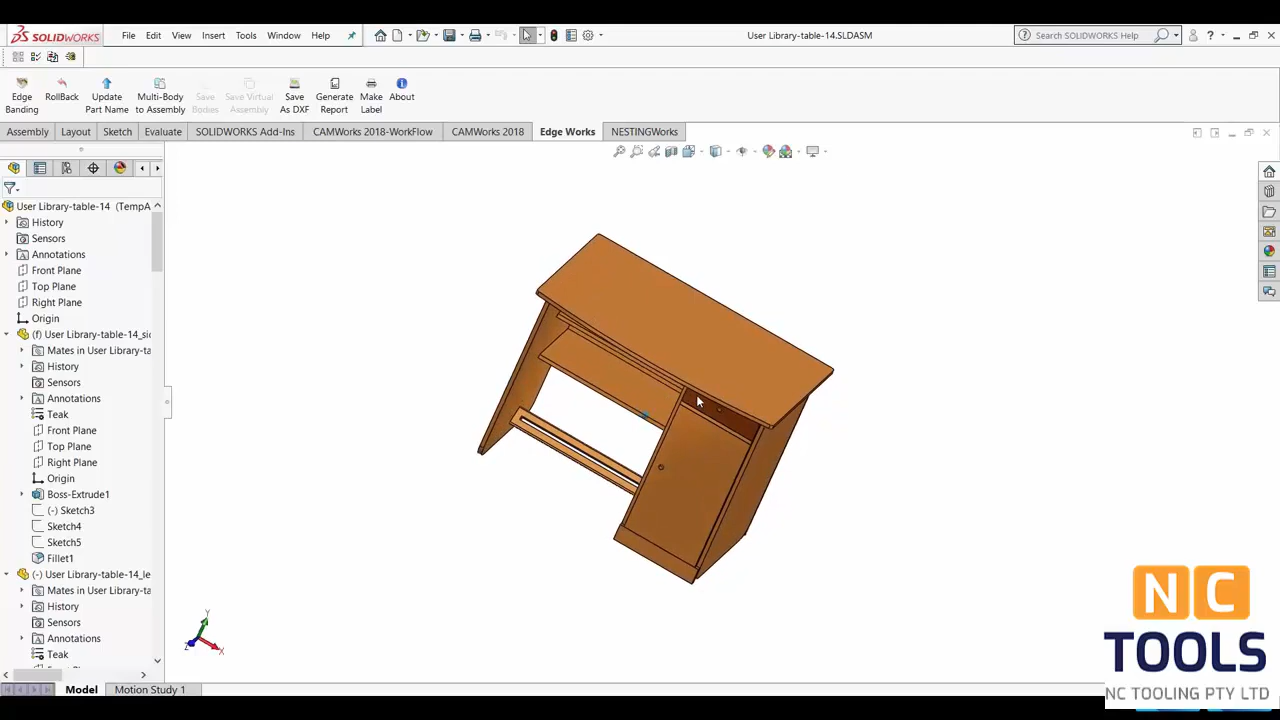 SOLIDWORKS File Edit View Insert Tools Window Help User Library-table-14.SLDASM Search SOLIDWORKS Help
Edge Banding
RollBack
Update Part Name
Multi-Body to Assembly
Save Bodies
Save Virtual Assembly
Save As DXF
Generate Report
Make Label
About
Assembly Layout Sketch Evaluate SOLIDWORKS Add-Ins CAMWorks 2018-WorkFlow CAMWorks 2018 Edge Works NESTINGWorks
User Library-table-14 (TempA
History
Sensors
Annotations
Front Plane
Top Plane
Right Plane
Origin
(f) User Library-table-14_sid
Mates in User Library-ta
History
Sensors
Annotations
Teak
Front Plane
Top Plane
Right Plane
Origin
Boss-Extrude1
(-) Sketch3
Sketch4
Sketch5
Fillet1
(-) User Library-table-14_le
Mates in User Library-ta
History
Sensors
Annotations
Teak
Y
X
Z
Model Motion Study 1
NC
TOOLS
NC TOOLING PTY LTD